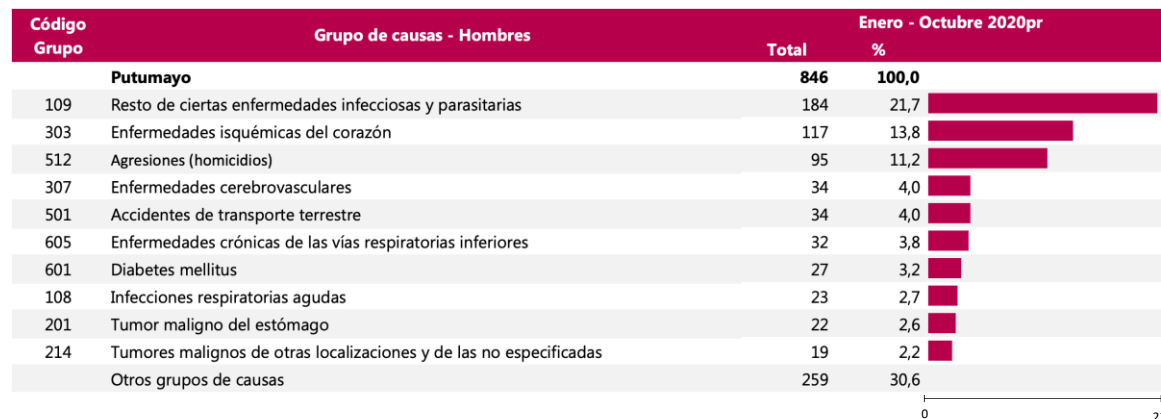 Código Grupo Grupo de causas - Hombres Enero - Octubre 2020pr
Total %
Putumayo 846 100,0
109 Resto de ciertas enfermedades infecciosas y parasitarias 184 21,7
303 Enfermedades isquémicas del corazón 117 13,8
512 Agresiones (homicidios) 95 11,2
307 Enfermedades cerebrovasculares 34 4,0
501 Accidentes de transporte terrestre 34 4,0
605 Enfermedades crónicas de las vías respiratorias inferiores 32 3,8
601 Diabetes mellitus 27 3,2
108 Infecciones respiratorias agudas 23 2,7
201 Tumor maligno del estómago 22 2,6
214 Tumores malignos de otras localizaciones y de las no especificadas 19 2,2
Otros grupos de causas 259 30,6
0